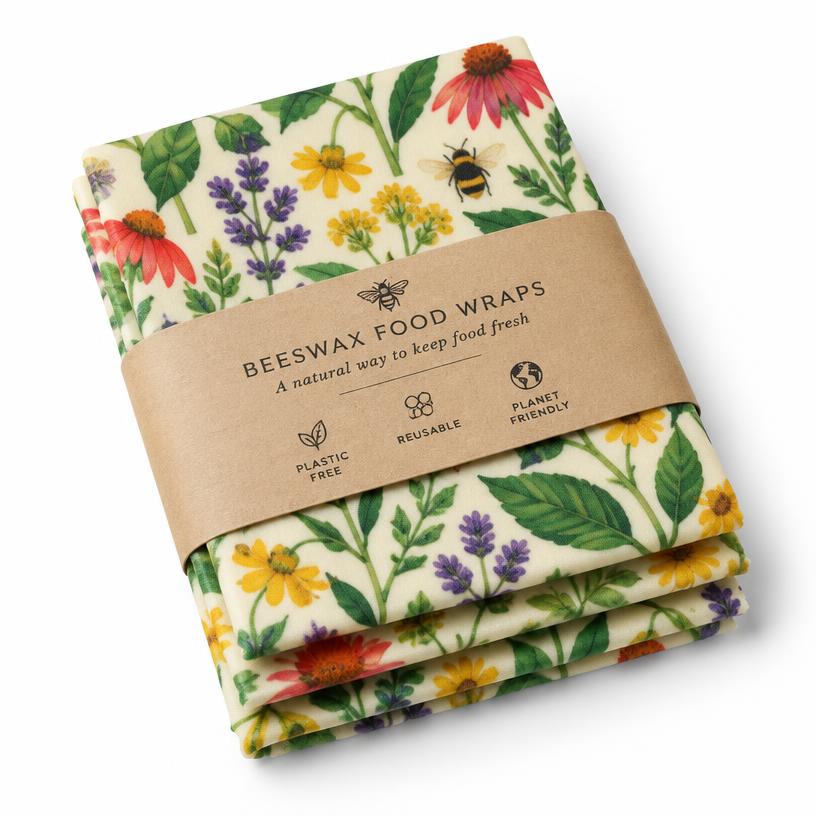 BEESWAX FOOD WRAPS
A natural way to keep food fresh
PLASTIC
FREE
REUSABLE
PLANET
FRIENDLY